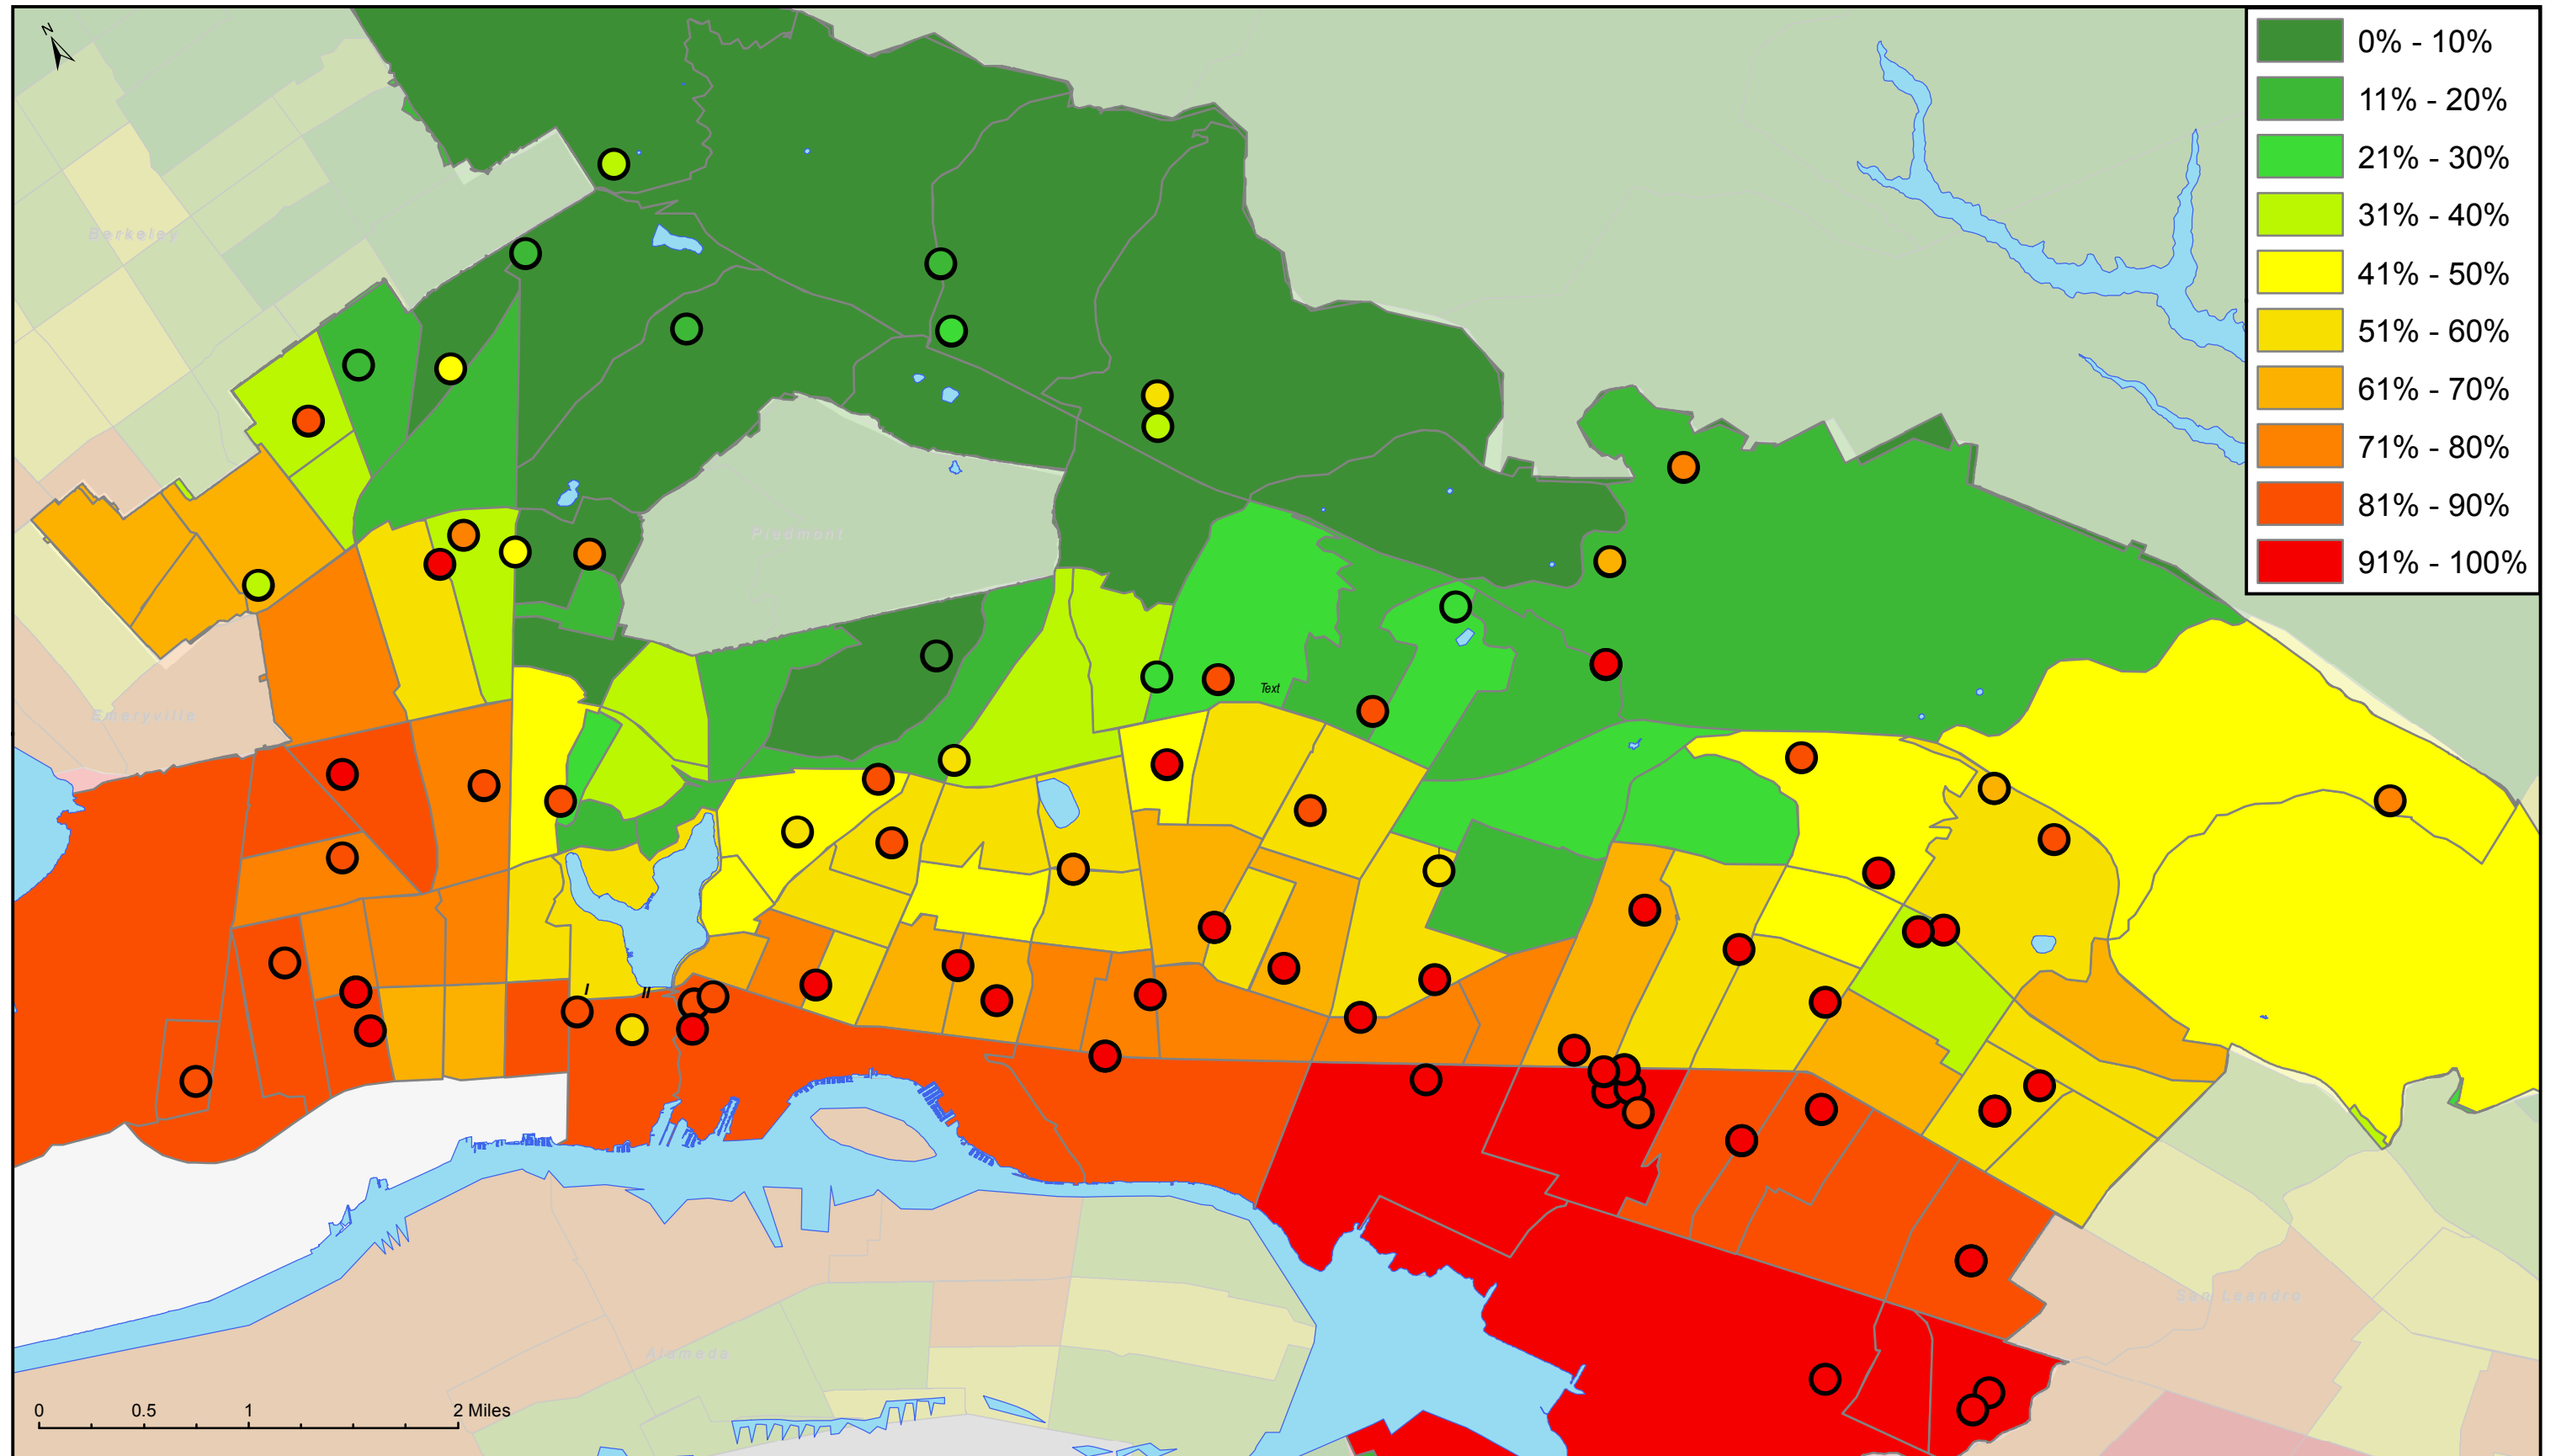 N
0% - 10%
11% - 20%
21% - 30%
31% - 40%
41% - 50%
51% - 60%
61% - 70%
71% - 80%
81% - 90%
91% - 100%
Berkeley
Piedmont
Text
Emeryville
I
II
San Leandro
Alameda
0 0.5 1 2 Miles